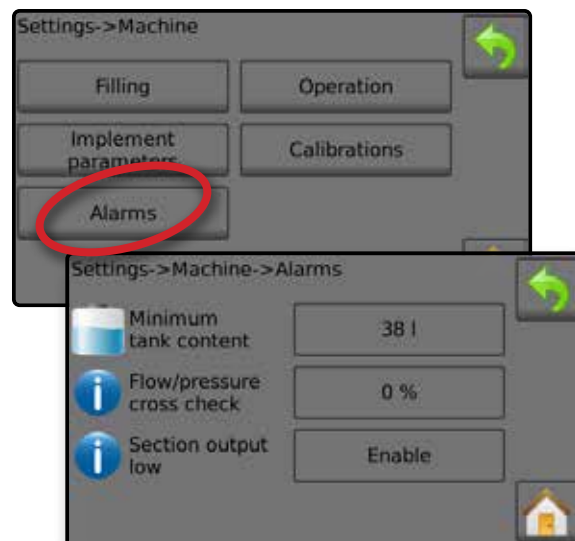 Settings->Machine
Filling
Operation
Implement
parameters
Calibrations
Alarms
Settings->Machine->Alarms
Minimum
tank content
38 l
Flow/pressure
cross check
0 %
Section output
low
Enable